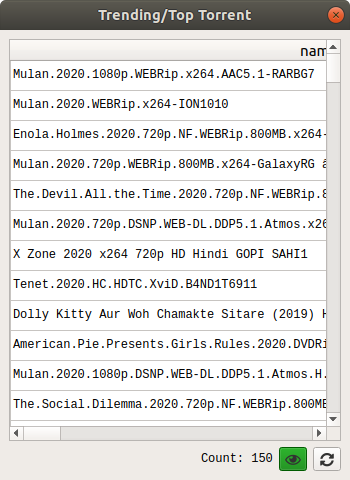 Trending/Top Torrent
nam
Mulan.2020.1080p.WEBRip.x264.AAC5.1-RARBG7
Mulan.2020.WEBRip.x264-ION1010
Enola.Holmes.2020.720p.NF.WEBRip.800MB.x264-
Mulan.2020.720p.WEBRip.800MB.x264-GalaxyRG â
The.Devil.All.the.Time.2020.720p.NF.WEBRip.8
Mulan.2020.720p.DSNP.WEB-DL.DDP5.1.Atmos.x26
X Zone 2020 x264 720p HD Hindi GOPI SAHI1
Tenet.2020.HC.HDTC.XviD.B4ND1T6911
Dolly Kitty Aur Woh Chamakte Sitare (2019) H
American.Pie.Presents.Girls.Rules.2020.DVDRi
Mulan.2020.1080p.DSNP.WEB-DL.DDP5.1.Atmos.H.
The.Social.Dilemma.2020.720p.NF.WEBRip.800MB
Count: 150